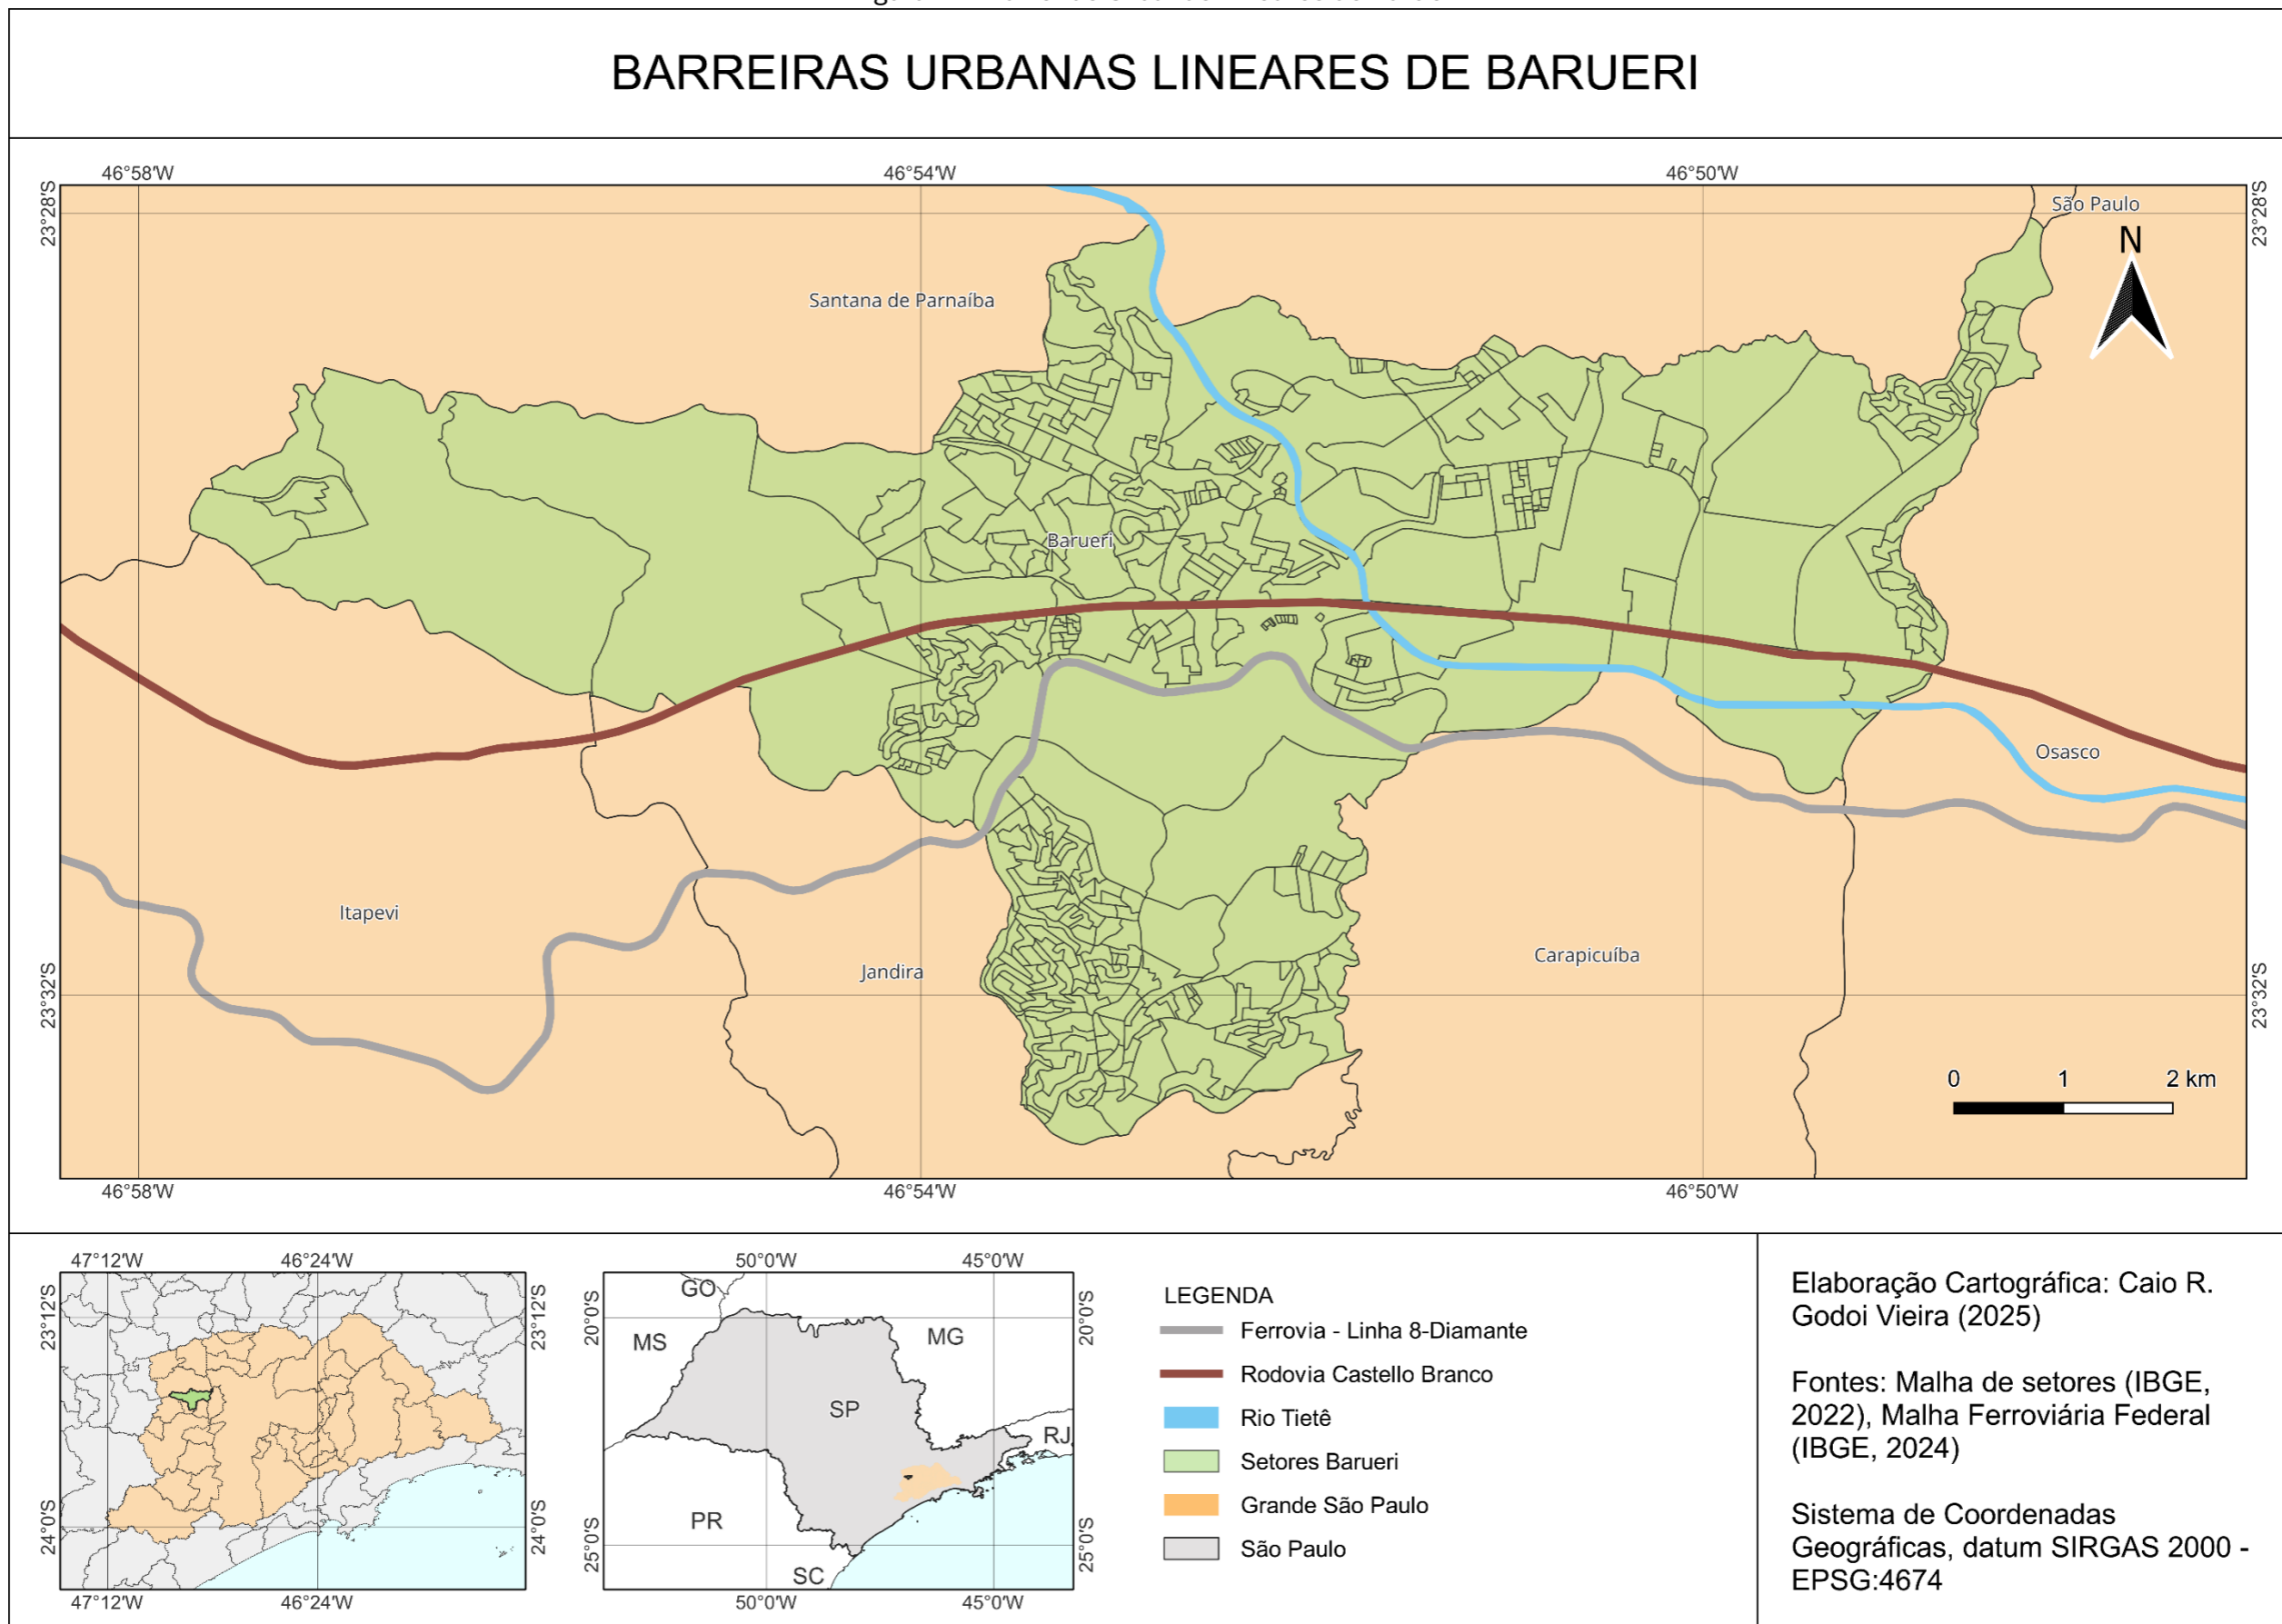 BARREIRAS URBANAS LINEARES DE BARUERI
46°58'W 46°54'W 46°50'W
23°28'S 23°28'S
São Paulo
N
Santana de Parnaíba
Barueri
Osasco
Itapevi
Carapicuíba
Jandira
23°32'S 23°32'S
0 1 2 km
46°58'W 46°54'W 46°50'W
47°12'W 46°24'W
23°12'S 23°12'S
24°0'S 24°0'S
47°12'W 46°24'W
50°0'W 45°0'W
20°0'S 20°0'S
GO
MS
MG
SP
RJ
PR
SC
25°0'S 25°0'S
50°0'W 45°0'W
LEGENDA
Ferrovia - Linha 8-Diamante
Rodovia Castello Branco
Rio Tietê
Setores Barueri
Grande São Paulo
São Paulo
Elaboração Cartográfica: Caio R.
Godoi Vieira (2025)
Fontes: Malha de setores (IBGE,
2022), Malha Ferroviária Federal
(IBGE, 2024)
Sistema de Coordenadas
Geográficas, datum SIRGAS 2000 -
EPSG:4674